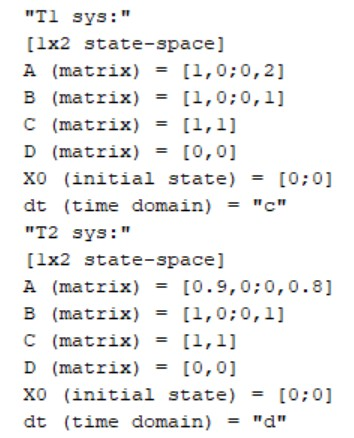 "T1 sys:"
[1x2 state-space]
A (matrix) = [1,0;0,2]
B (matrix) = [1,0;0,1]
C (matrix) = [1,1]
D (matrix) = [0,0]
X0 (initial state) = [0;0]
dt (time domain) = "c"
"T2 sys:"
[1x2 state-space]
A (matrix) = [0.9,0;0,0.8]
B (matrix) = [1,0;0,1]
C (matrix) = [1,1]
D (matrix) = [0,0]
X0 (initial state) = [0;0]
dt (time domain) = "d"